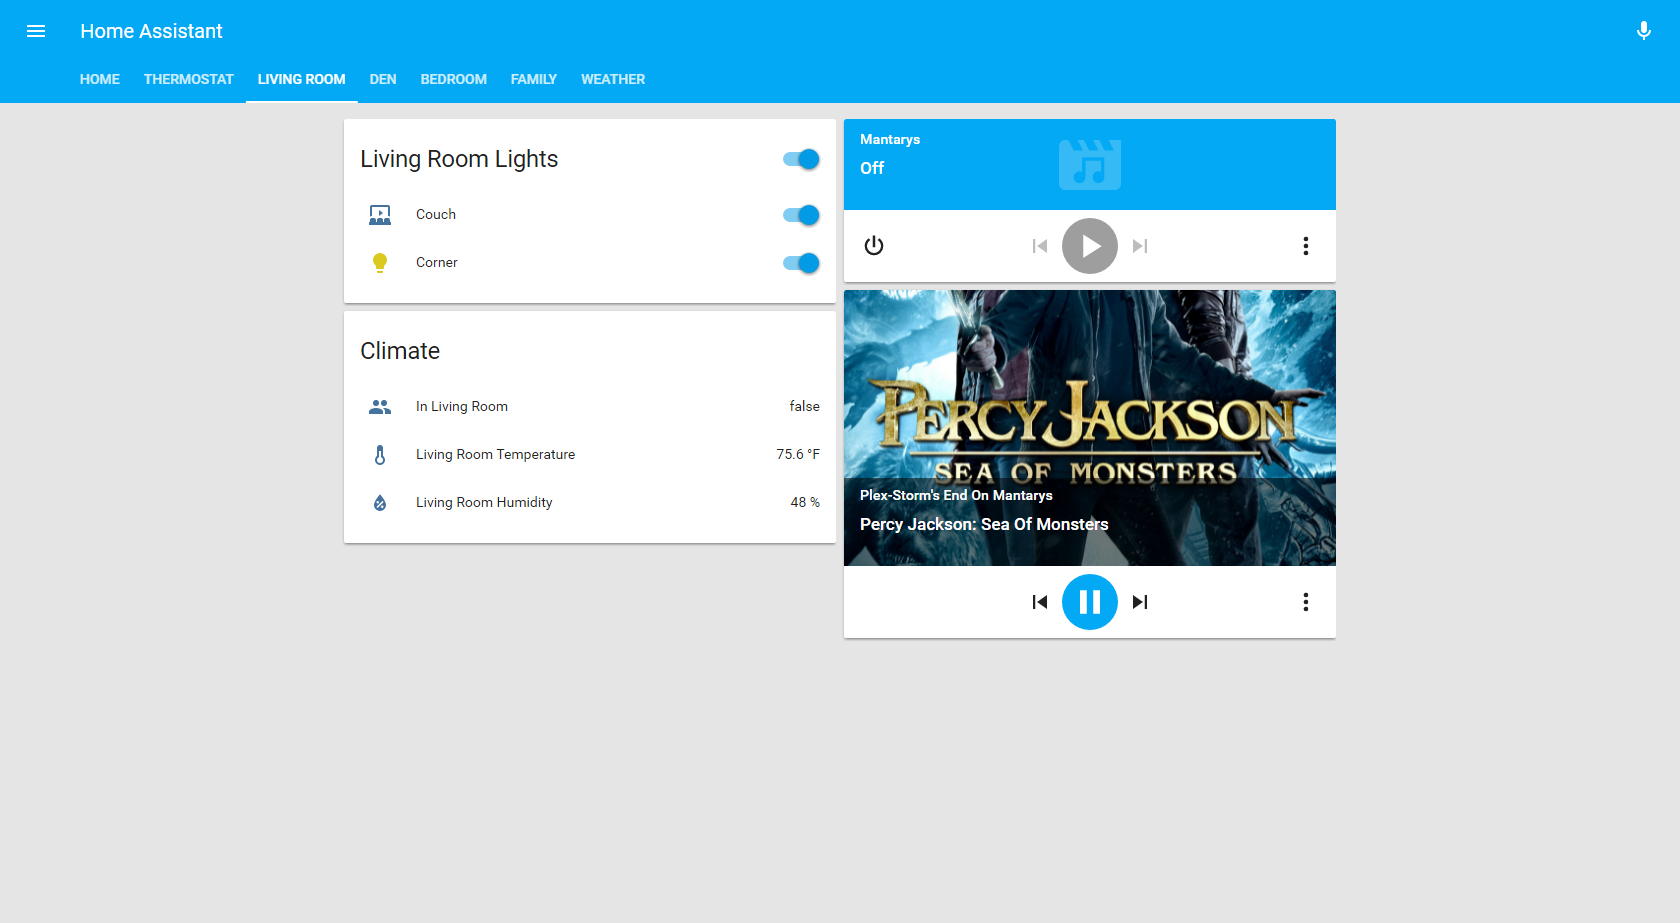 Home Assistant
HOME THERMOSTAT LIVING ROOM DEN BEDROOM FAMILY WEATHER
Living Room Lights
Couch
Corner
Climate
In Living Room false
Living Room Temperature 75.6 °F
Living Room Humidity 48 %
Mantarys
Off
PERCY JACKSON
SEA OF MONSTERS
Plex-Storm's End On Mantarys
Percy Jackson: Sea Of Monsters